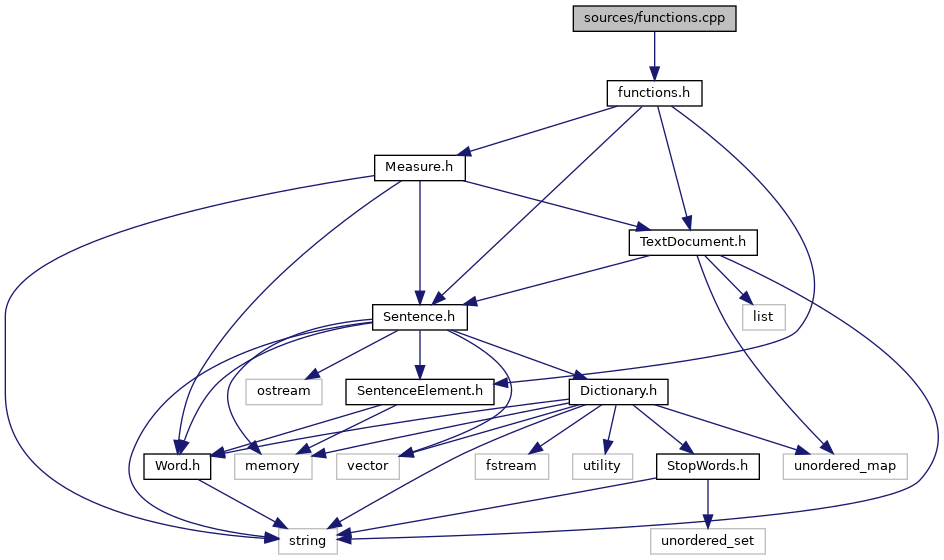 sources/functions.cpp
functions.h
Measure.h
TextDocument.h
Sentence.h
list
ostream
SentenceElement.h
Dictionary.h
Word.h
memory
vector
fstream
utility
StopWords.h
unordered_map
string
unordered_set